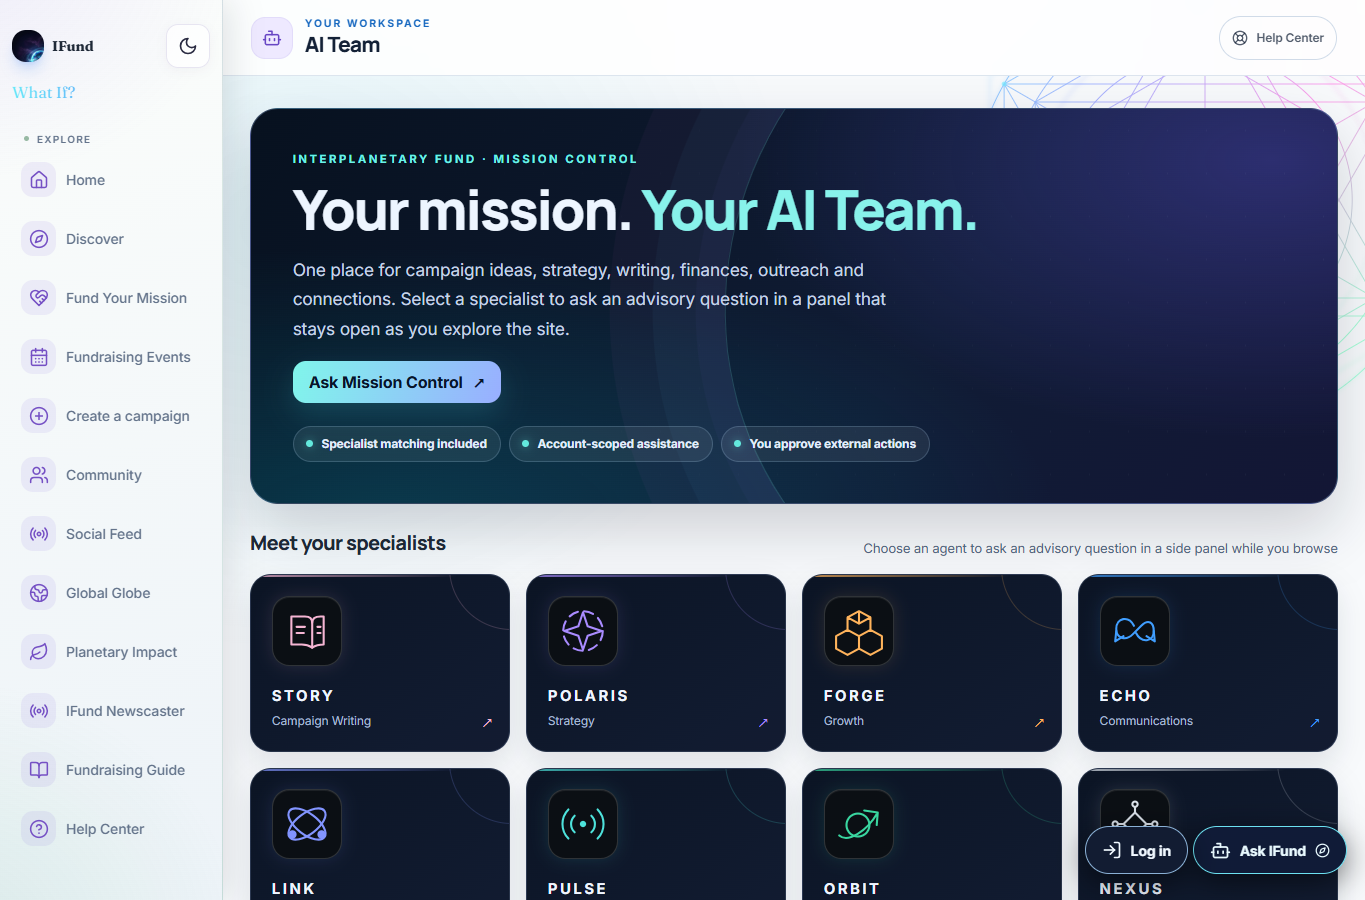 IFund
What If?
EXPLORE
Home
Discover
Fund Your Mission
Fundraising Events
Create a campaign
Community
Social Feed
Global Globe
Planetary Impact
IFund Newscaster
Fundraising Guide
Help Center
YOUR WORKSPACE
AI Team
Help Center
INTERPLANETARY FUND · MISSION CONTROL
Your mission. Your AI Team.
One place for campaign ideas, strategy, writing, finances, outreach and
connections. Select a specialist to ask an advisory question in a panel that
stays open as you explore the site.
Ask Mission Control ↗
Specialist matching included
Account-scoped assistance
You approve external actions
Meet your specialists
Choose an agent to ask an advisory question in a side panel while you browse
STORY
Campaign Writing ↗
POLARIS
Strategy ↗
FORGE
Growth ↗
ECHO
Communications ↗
LINK
PULSE
ORBIT
NEXUS
Log in
Ask IFund